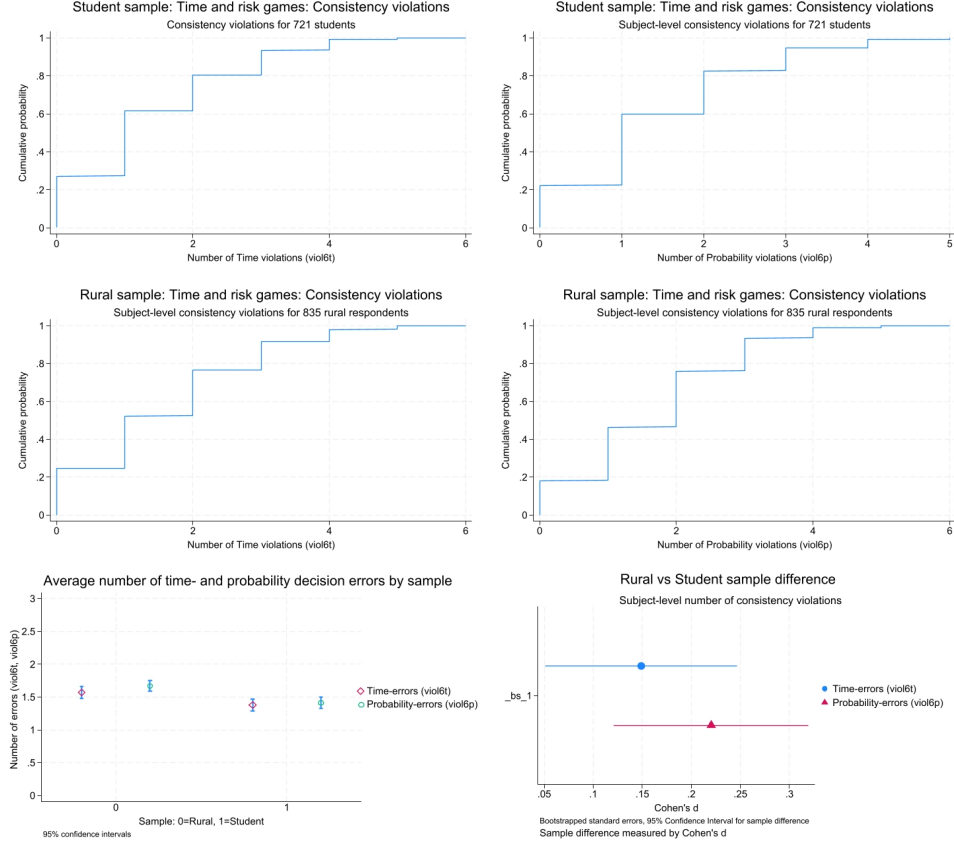 Student sample: Time and risk games: Consistency violations
Consistency violations for 721 students
Cumulative probability
1
.8
.6
.4
.2
0
0 2 4 6
Number of Time violations (viol6t)
Student sample: Time and risk games: Consistency violations
Subject-level consistency violations for 721 students
Cumulative probability
1
.8
.6
.4
.2
0
0 1 2 3 4 5
Number of Probability violations (viol6p)
Rural sample: Time and risk games: Consistency violations
Subject-level consistency violations for 835 rural respondents
Cumulative probability
1
.8
.6
.4
.2
0
0 2 4 6
Number of Time violations (viol6t)
Rural sample: Time and risk games: Consistency violations
Subject-level consistency violations for 835 rural respondents
Cumulative probability
1
.8
.6
.4
.2
0
0 2 4 6
Number of Probability violations (viol6p)
Average number of time- and probability decision errors by sample
Number of errors (viol6t, viol6p)
3
2.5
2
1.5
1
.5
0
0 1
Sample: 0=Rural, 1=Student
95% confidence intervals
Time-errors (viol6t)
Probability-errors (viol6p)
Rural vs Student sample difference
Subject-level number of consistency violations
_bs_1
.05 .1 .15 .2 .25 .3
Cohen's d
Bootstrapped standard errors, 95% Confidence Interval for sample difference
Sample difference measured by Cohen's d
Time-errors (viol6t)
Probability-errors (viol6p)